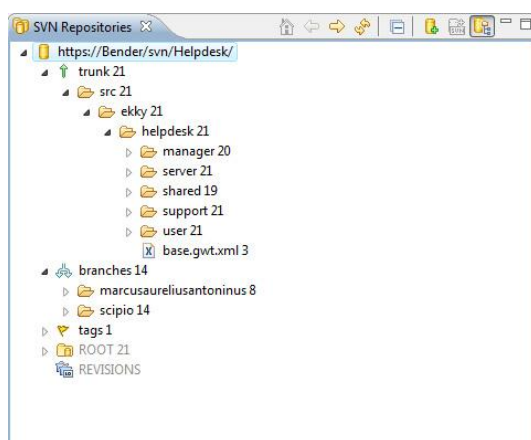 SVN Repositories
https://Bender/svn/Helpdesk/
trunk 21
src 21
ekky 21
helpdesk 21
manager 20
server 21
shared 19
support 21
user 21
base.gwt.xml 3
branches 14
marcusaureliusantoninus 8
scipio 14
tags 1
ROOT 21
REVISIONS